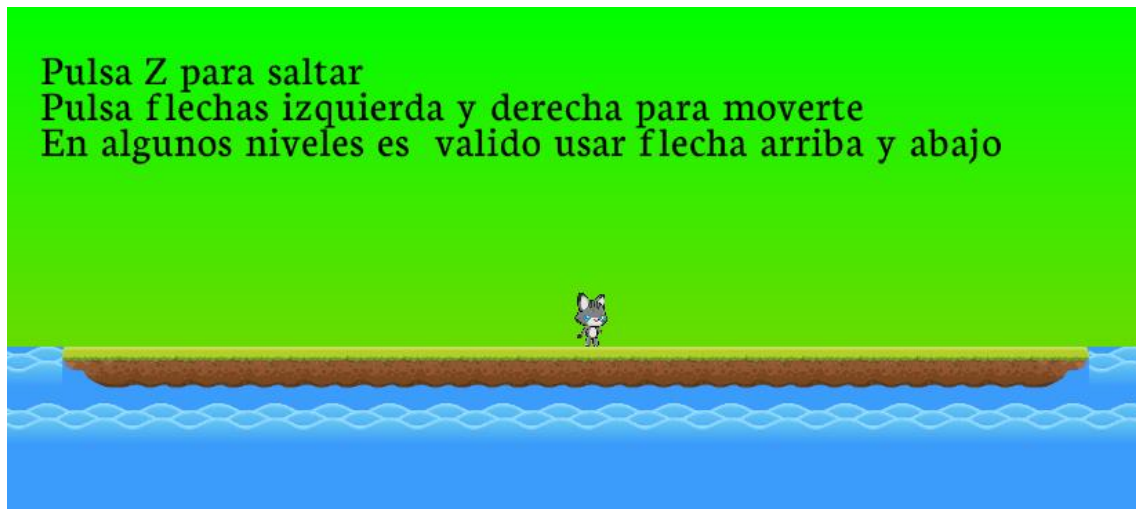 Pulsa Z para saltar
Pulsa flechas izquierda y derecha para moverte
En algunos niveles es  valido usar flecha arriba y abajo